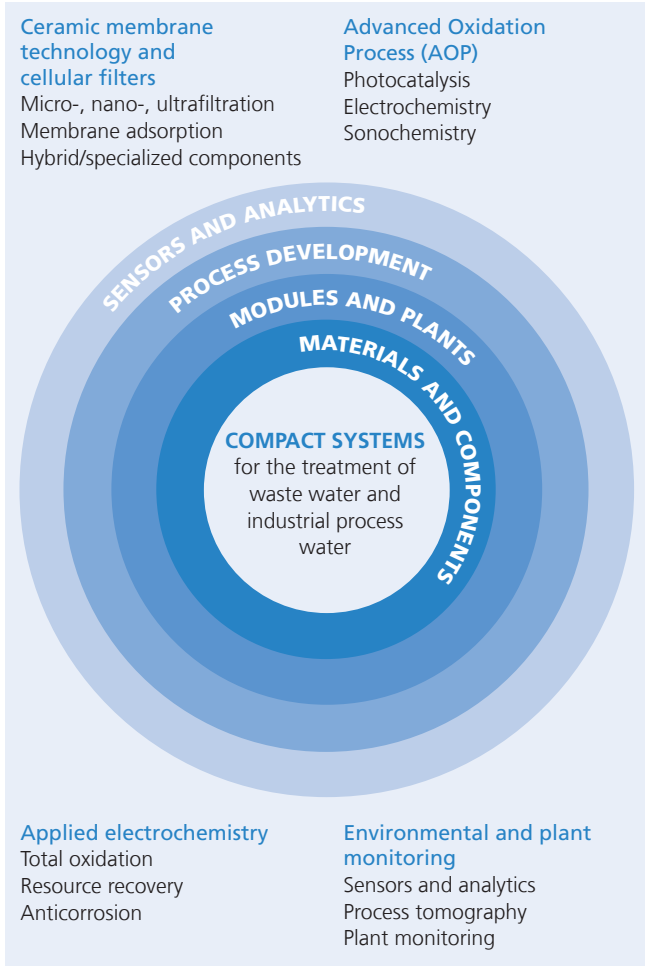 Ceramic membrane
technology and
cellular filters
Micro-, nano-, ultrafiltration
Membrane adsorption
Hybrid/specialized components
Advanced Oxidation
Process (AOP)
Photocatalysis
Electrochemistry
Sonochemistry
SENSORS AND ANALYTICS
PROCESS DEVELOPMENT
MODULES AND PLANTS
MATERIALS AND COMPONENTS
COMPACT SYSTEMS
for the treatment of
waste water and
industrial process
water
Applied electrochemistry
Total oxidation
Resource recovery
Anticorrosion
Environmental and plant
monitoring
Sensors and analytics
Process tomography
Plant monitoring